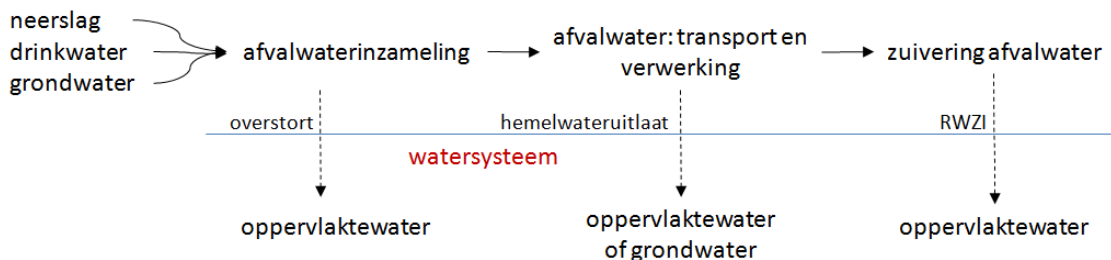 neerslag
drinkwater
grondwater
afvalwaterinzameling
afvalwater: transport en
verwerking
zuivering afvalwater
overstort
hemelwateruitlaat
RWZI
watersysteem
oppervlaktewater
oppervlaktewater
of grondwater
oppervlaktewater